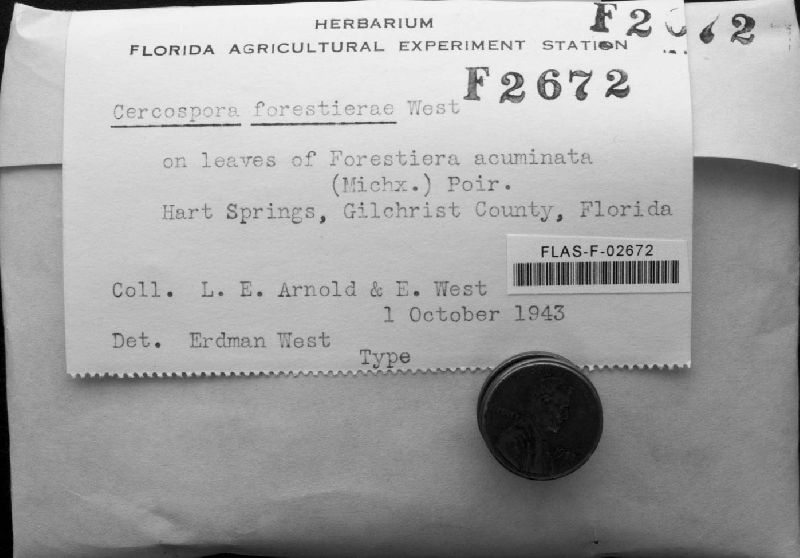 HERBARIUM
FLORIDA AGRICULTURAL EXPERIMENT STATION
F2672
Cercospora forestierae West
on leaves of Forestiera acuminata
(Michx.) Poir.
Hart Springs, Gilchrist County, Florida
FLAS-F-02672
Coll. L. E. Arnold & E. West
1 October 1943
Det. Erdman West
Type